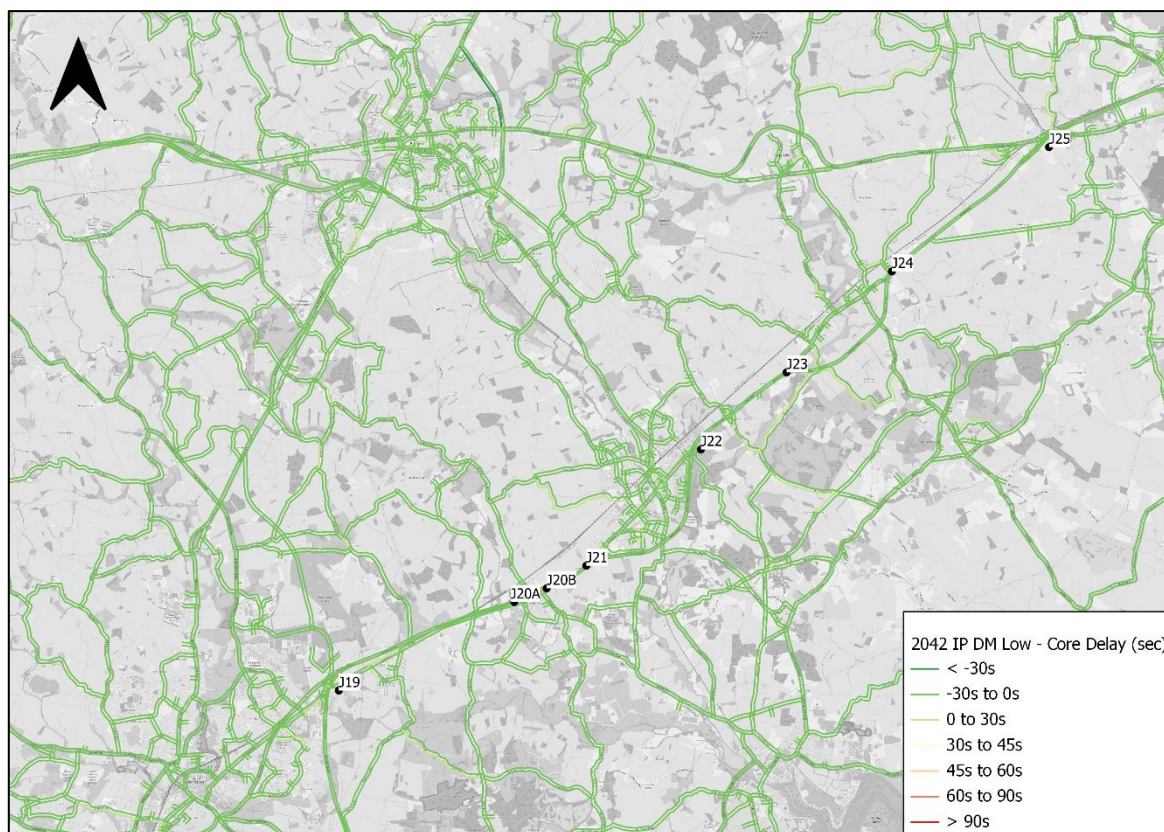 J25
J24
J23
J22
J21
J20B
J20A
J19
2042 IP DM Low - Core Delay (sec)
< -30s
-30s to 0s
0 to 30s
30s to 45s
45s to 60s
60s to 90s
> 90s